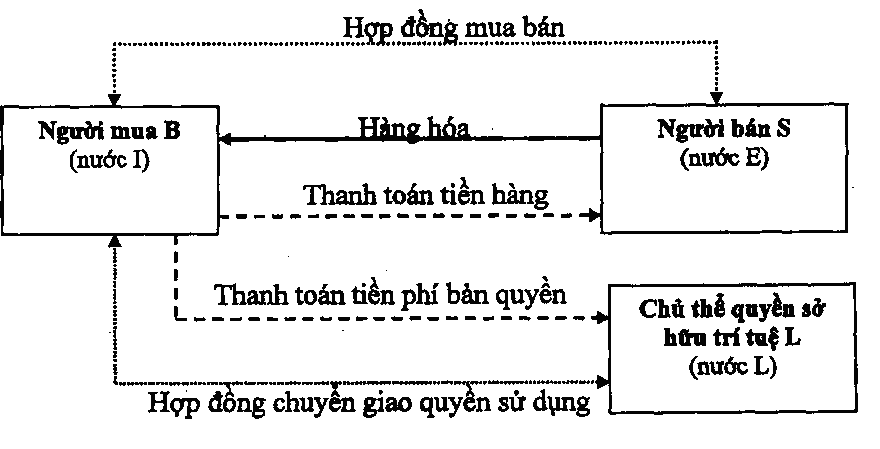 Hợp đồng mua bán
Người mua B
(nước I)
Hàng hóa
Người bán S
(nước E)
Thanh toán tiền hàng
Thanh toán tiền phí bản quyền
Chủ thể quyền sở
hữu trí tuệ L
(nước L)
Hợp đồng chuyển giao quyền sử dụng